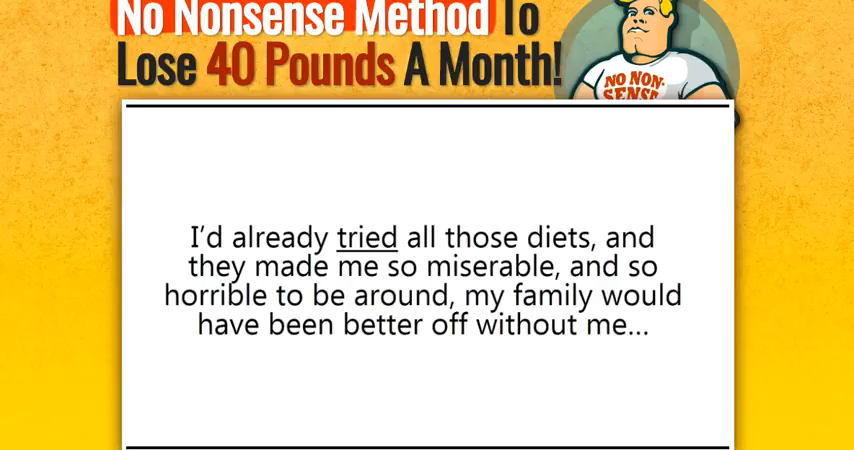 No Nonsense Method To
Lose 40 Pounds A Month!
NO NON-
SENSE
I'd already tried all those diets, and
they made me so miserable, and so
horrible to be around, my family would
have been better off without me...